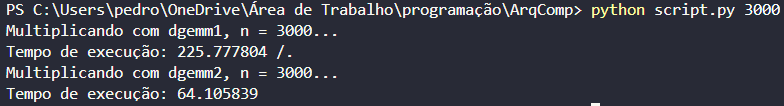 PS C:\Users\pedro\OneDrive\Área de Trabalho\programação\ArqComp> python script.py 3000
Multiplicando com dgemm1, n = 3000...
Tempo de execução: 225.777804 /.
Multiplicando com dgemm2, n = 3000...
Tempo de execução: 64.105839